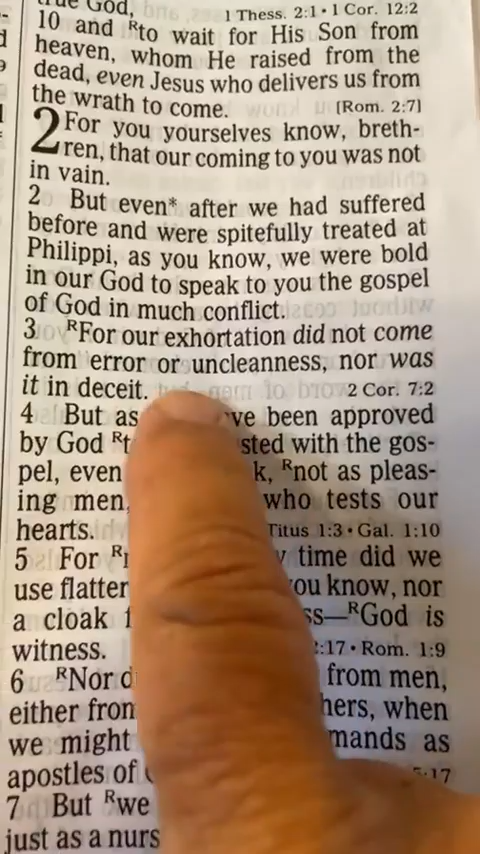 true God,
1 Thess. 2:1 • 1 Cor. 12:2
10 and Rto wait for His Son from
heaven, whom He raised from the
dead, even Jesus who delivers us from
the wrath to come. [Rom. 2:7]
2 For you yourselves know, breth-
ren, that our coming to you was not
in vain.
2 But even* after we had suffered
before and were spitefully treated at
Philippi, as you know, we were bold
in our God to speak to you the gospel
of God in much conflict.
3 RFor our exhortation did not come
from error or uncleanness, nor was
it in deceit. 2 Cor. 7:2
4 But as ve been approved
by God Rt sted with the gos-
pel, even k, Rnot as pleas-
ing men, who tests our
hearts. Titus 1:3 • Gal. 1:10
5 For R time did we
use flatter you know, nor
a cloak ss—RGod is
witness. :17 • Rom. 1:9
6 RNor d from men,
either from hers, when
we might mands as
apostles of :17
7 But Rwe
just as a nurs